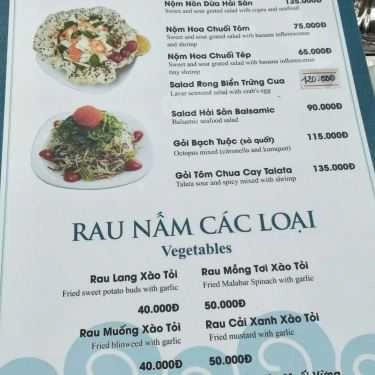 Nộm Hôn Dừa Hải Sản 135.000Đ
Sweet and sour grated salad with copra and seafood
Nộm Hoa Chuối Tôm 75.000Đ
Sweet and sour grated salad with banana inflorescence
and shrimp
Nộm Hoa Chuối Tép 65.000Đ
Sweet and sour grated salad with banana inflorescence
tiny shrimp
Salad Rong Biển Trứng Cua
Laver seaweed salad with crab's egg
Salad Hải Sản Balsamic 90.000Đ
Balsamic seafood salad
Gỏi Bạch Tuộc (sò quất) 115.000Đ
Octopus mixed (citronella and kumquot)
Gỏi Tôm Chua Cay Talata 135.000Đ
Talata sour and spicy mixed with shrimp
RAU NẤM CÁC LOẠI
Vegetables
Rau Lang Xào Tỏi
Fried sweet potato buds with garlic
40.000Đ
Rau Mồng Tơi Xào Tỏi
Fried Malabar Spinach with garlic
50.000Đ
Rau Muống Xào Tỏi
Fried blinweed with garlic
40.000Đ
Rau Cải Xanh Xào Tỏi
Fried mustard with garlic
50.000Đ
Vừng